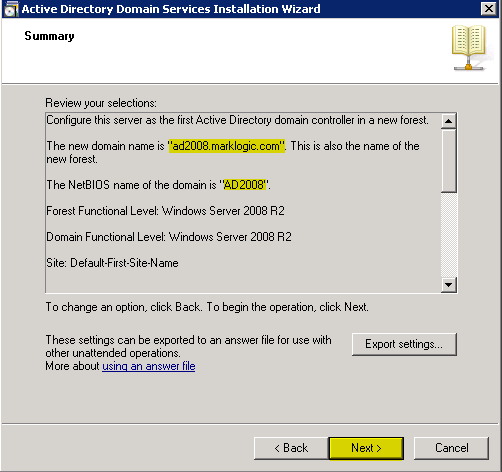 Active Directory Domain Services Installation Wizard
Summary
Review your selections:
Configure this server as the first Active Directory domain controller in a new forest.
The new domain name is "ad2008.marklogic.com". This is also the name of the
new forest.
The NetBIOS name of the domain is "AD2008".
Forest Functional Level: Windows Server 2008 R2
Domain Functional Level: Windows Server 2008 R2
Site: Default-First-Site-Name
To change an option, click Back. To begin the operation, click Next.
These settings can be exported to an answer file for use with
other unattended operations.
More about using an answer file
Export settings...
< Back
Next >
Cancel